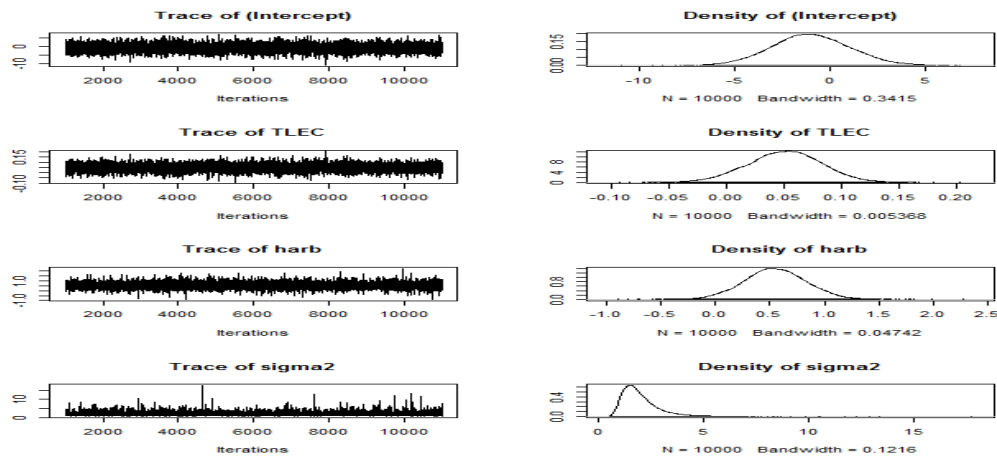 Trace of (Intercept)
-10 0
2000 4000 6000 8000 10000
Iterations
Density of (Intercept)
0.00 0.15
-10 -5 0 5
N = 10000 Bandwidth = 0.3415
Trace of TLEC
-0.10 0.15
2000 4000 6000 8000 10000
Iterations
Density of TLEC
0 4 8
-0.10 -0.05 0.00 0.05 0.10 0.15 0.20
N = 10000 Bandwidth = 0.005368
Trace of harb
-1.0 1.0
2000 4000 6000 8000 10000
Iterations
Density of harb
0.0 0.8
-1.0 -0.5 0.0 0.5 1.0 1.5 2.0 2.5
N = 10000 Bandwidth = 0.04742
Trace of sigma2
0 10
2000 4000 6000 8000 10000
Iterations
Density of sigma2
0.0 0.4
0 5 10 15
N = 10000 Bandwidth = 0.1216